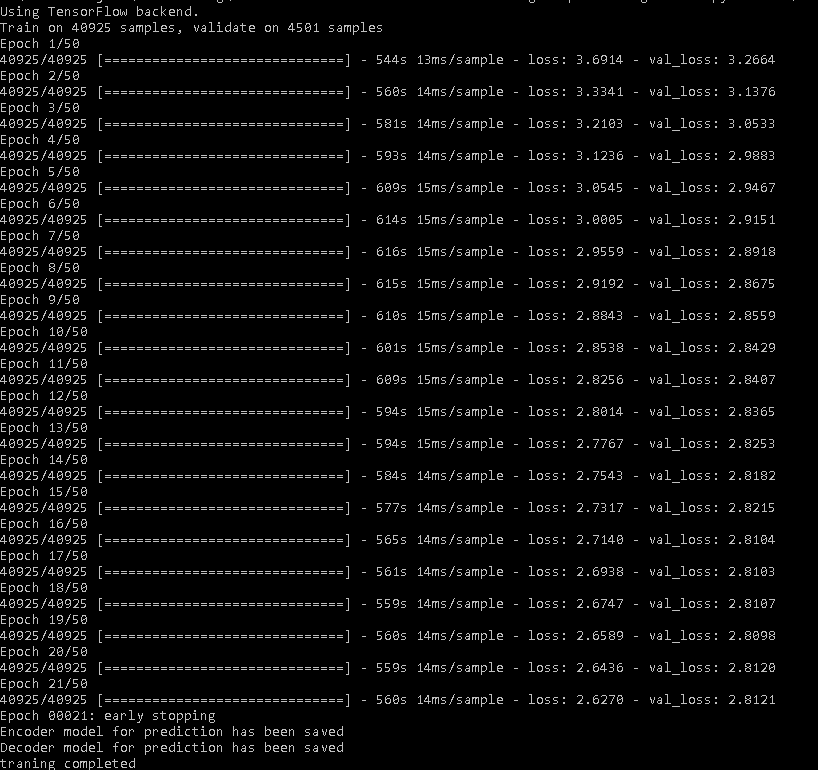 Using TensorFlow backend.
Train on 40925 samples, validate on 4501 samples
Epoch 1/50
40925/40925 [==============================] - 544s 13ms/sample - loss: 3.6914 - val_loss: 3.2664
Epoch 2/50
40925/40925 [==============================] - 560s 14ms/sample - loss: 3.3341 - val_loss: 3.1376
Epoch 3/50
40925/40925 [==============================] - 581s 14ms/sample - loss: 3.2103 - val_loss: 3.0533
Epoch 4/50
40925/40925 [==============================] - 593s 14ms/sample - loss: 3.1236 - val_loss: 2.9883
Epoch 5/50
40925/40925 [==============================] - 609s 15ms/sample - loss: 3.0545 - val_loss: 2.9467
Epoch 6/50
40925/40925 [==============================] - 614s 15ms/sample - loss: 3.0005 - val_loss: 2.9151
Epoch 7/50
40925/40925 [==============================] - 616s 15ms/sample - loss: 2.9559 - val_loss: 2.8918
Epoch 8/50
40925/40925 [==============================] - 615s 15ms/sample - loss: 2.9192 - val_loss: 2.8675
Epoch 9/50
40925/40925 [==============================] - 610s 15ms/sample - loss: 2.8843 - val_loss: 2.8559
Epoch 10/50
40925/40925 [==============================] - 601s 15ms/sample - loss: 2.8538 - val_loss: 2.8429
Epoch 11/50
40925/40925 [==============================] - 609s 15ms/sample - loss: 2.8256 - val_loss: 2.8407
Epoch 12/50
40925/40925 [==============================] - 594s 15ms/sample - loss: 2.8014 - val_loss: 2.8365
Epoch 13/50
40925/40925 [==============================] - 594s 15ms/sample - loss: 2.7767 - val_loss: 2.8253
Epoch 14/50
40925/40925 [==============================] - 584s 14ms/sample - loss: 2.7543 - val_loss: 2.8182
Epoch 15/50
40925/40925 [==============================] - 577s 14ms/sample - loss: 2.7317 - val_loss: 2.8215
Epoch 16/50
40925/40925 [==============================] - 565s 14ms/sample - loss: 2.7140 - val_loss: 2.8104
Epoch 17/50
40925/40925 [==============================] - 561s 14ms/sample - loss: 2.6938 - val_loss: 2.8103
Epoch 18/50
40925/40925 [==============================] - 559s 14ms/sample - loss: 2.6747 - val_loss: 2.8107
Epoch 19/50
40925/40925 [==============================] - 560s 14ms/sample - loss: 2.6589 - val_loss: 2.8098
Epoch 20/50
40925/40925 [==============================] - 559s 14ms/sample - loss: 2.6436 - val_loss: 2.8120
Epoch 21/50
40925/40925 [==============================] - 560s 14ms/sample - loss: 2.6270 - val_loss: 2.8121
Epoch 00021: early stopping
Encoder model for prediction has been saved
Decoder model for prediction has been saved
traning completed